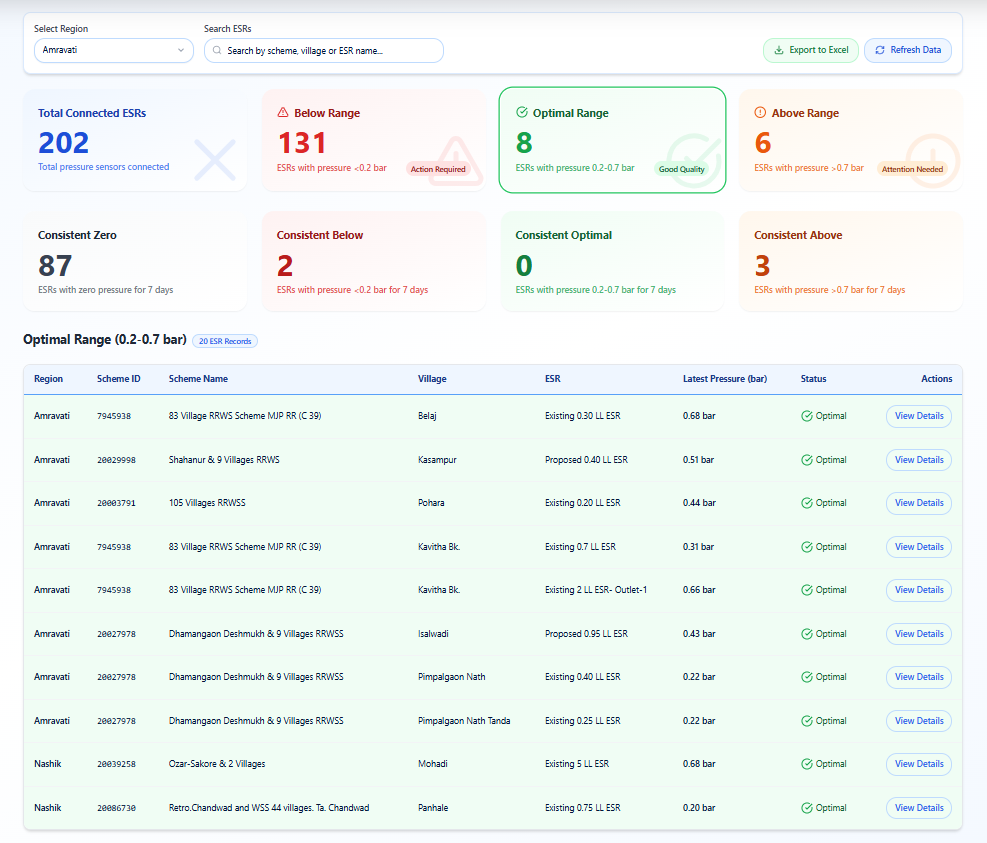 Select Region
Search ESRs
Amravati
Search by scheme, village or ESR name...
Export to Excel
Refresh Data
Total Connected ESRs
202
Total pressure sensors connected
Below Range
131
ESRs with pressure <0.2 bar
Action Required
Optimal Range
8
ESRs with pressure 0.2-0.7 bar
Good Quality
Above Range
6
ESRs with pressure >0.7 bar
Attention Needed
Consistent Zero
87
ESRs with zero pressure for 7 days
Consistent Below
2
ESRs with pressure <0.2 bar for 7 days
Consistent Optimal
0
ESRs with pressure 0.2-0.7 bar for 7 days
Consistent Above
3
ESRs with pressure >0.7 bar for 7 days
Optimal Range (0.2-0.7 bar) 20 ESR Records
Region Scheme ID Scheme Name Village ESR Latest Pressure (bar) Status Actions
Amravati 7945938 83 Village RRWS Scheme MJP RR (C 39) Belaj Existing 0.30 LL ESR 0.68 bar Optimal View Details
Amravati 20029998 Shahanur & 9 Villages RRWS Kasampur Proposed 0.40 LL ESR 0.51 bar Optimal View Details
Amravati 20003791 105 Villages RRWSS Pohara Existing 0.20 LL ESR 0.44 bar Optimal View Details
Amravati 7945938 83 Village RRWS Scheme MJP RR (C 39) Kavitha Bk. Existing 0.7 LL ESR 0.31 bar Optimal View Details
Amravati 7945938 83 Village RRWS Scheme MJP RR (C 39) Kavitha Bk. Existing 2 LL ESR- Outlet-1 0.66 bar Optimal View Details
Amravati 20027978 Dhamangaon Deshmukh & 9 Villages RRWSS Isalwadi Proposed 0.95 LL ESR 0.43 bar Optimal View Details
Amravati 20027978 Dhamangaon Deshmukh & 9 Villages RRWSS Pimpalgaon Nath Existing 0.40 LL ESR 0.22 bar Optimal View Details
Amravati 20027978 Dhamangaon Deshmukh & 9 Villages RRWSS Pimpalgaon Nath Tanda Existing 0.25 LL ESR 0.22 bar Optimal View Details
Nashik 20039258 Ozar-Sakore & 2 Villages Mohadi Existing 5 LL ESR 0.68 bar Optimal View Details
Nashik 20086730 Retro.Chandwad and WSS 44 villages. Ta. Chandwad Panhale Existing 0.75 LL ESR 0.20 bar Optimal View Details